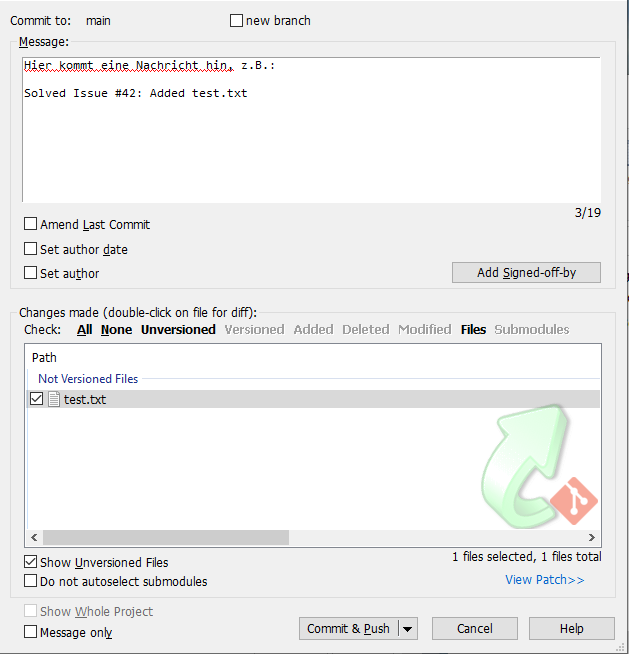 Commit to: main new branch
Message:
Hier kommt eine Nachricht hin, z.B.:
Solved Issue #42: Added test.txt
3/19
Amend Last Commit
Set author date
Set author Add Signed-off-by
Changes made (double-click on file for diff):
Check: All None Unversioned Versioned Added Deleted Modified Files Submodules
Path
Not Versioned Files
test.txt
Show Unversioned Files 1 files selected, 1 files total
Do not autoselect submodules View Patch>>
Show Whole Project
Message only Commit & Push Cancel Help